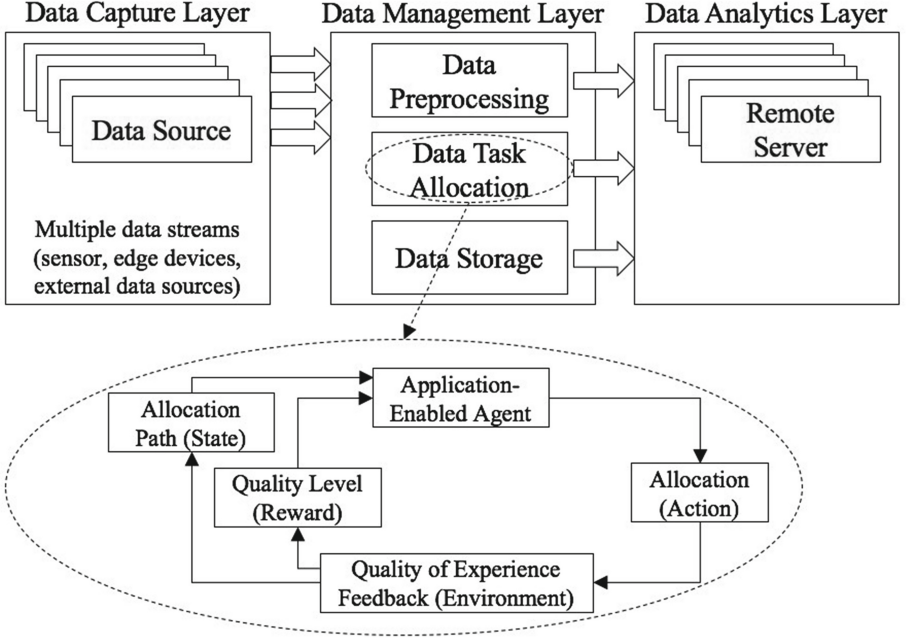 Data Capture Layer
Data Management Layer
Data Analytics Layer
Data Source
Multiple data streams
(sensor, edge devices,
external data sources)
Data
Preprocessing
Data Task
Allocation
Data Storage
Remote
Server
Application-
Enabled Agent
Allocation
Path (State)
Quality Level
(Reward)
Allocation
(Action)
Quality of Experience
Feedback (Environment)